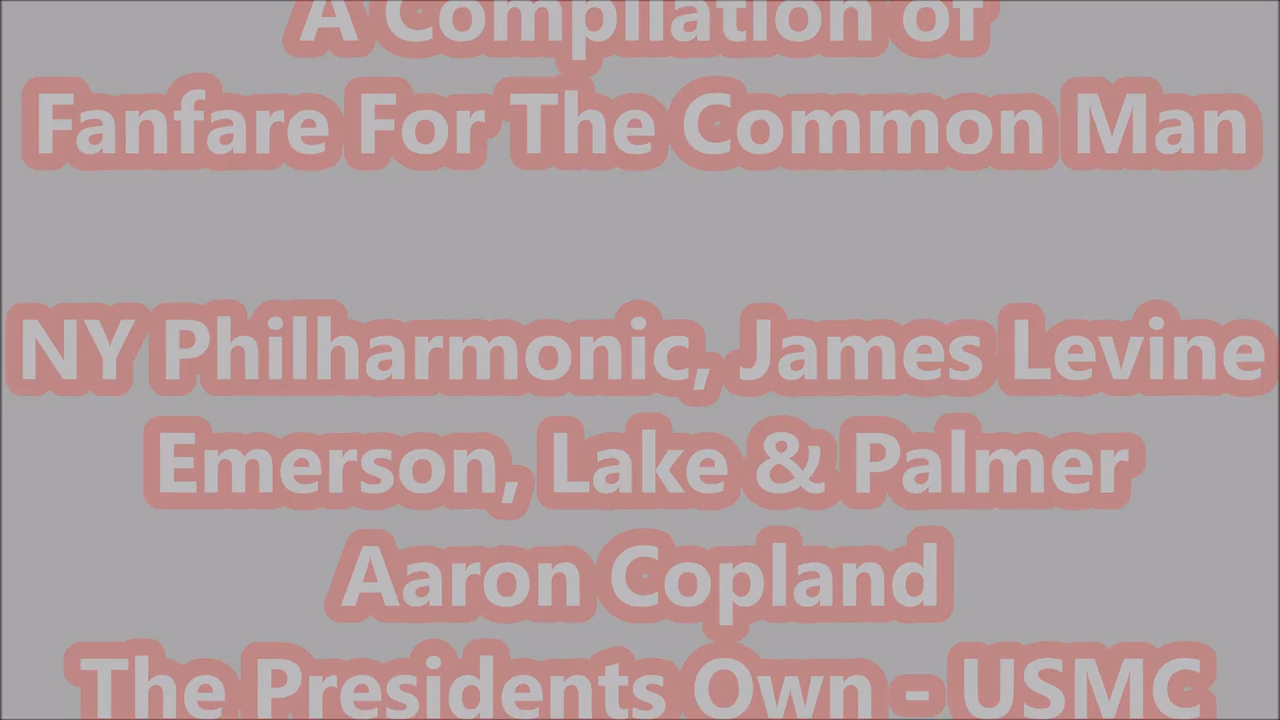 A Compilation of
Fanfare For The Common Man
NY Philharmonic, James Levine
Emerson, Lake & Palmer
Aaron Copland
The Presidents Own - USMC